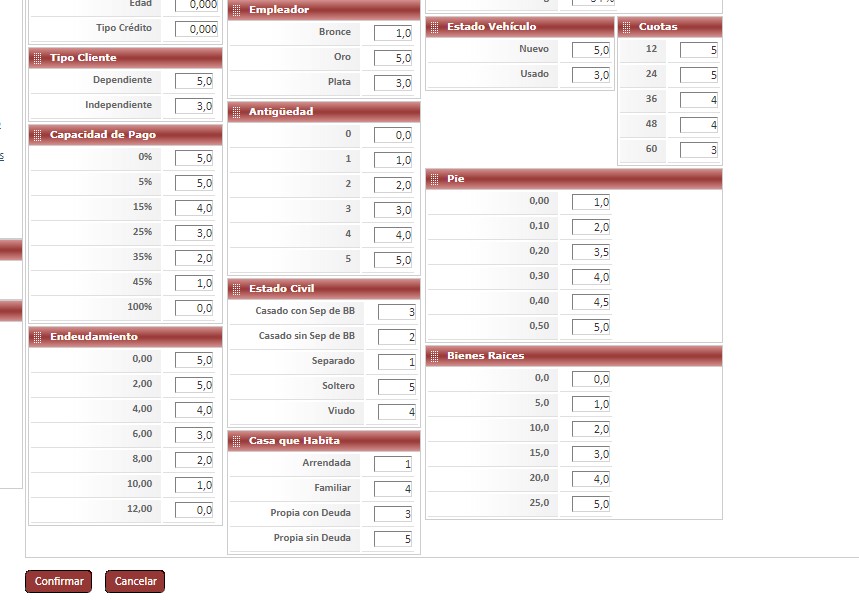 Edad 0,000
Tipo Crédito 0,000
Tipo Cliente
Dependiente 5,0
Independiente 3,0
Capacidad de Pago
0% 5,0
5% 5,0
15% 4,0
25% 3,0
35% 2,0
45% 1,0
100% 0,0
Endeudamiento
0,00 5,0
2,00 5,0
4,00 4,0
6,00 3,0
8,00 2,0
10,00 1,0
12,00 0,0
Empleador
Bronce 1,0
Oro 5,0
Plata 3,0
Antigüedad
0 0,0
1 1,0
2 2,0
3 3,0
4 4,0
5 5,0
Estado Civil
Casado con Sep de BB 3
Casado sin Sep de BB 2
Separado 1
Soltero 5
Viudo 4
Casa que Habita
Arrendada 1
Familiar 4
Propia con Deuda 3
Propia sin Deuda 5
Estado Vehículo
Nuevo 5,0
Usado 3,0
Cuotas
12 5
24 5
36 4
48 4
60 3
Pie
0,00 1,0
0,10 2,0
0,20 3,5
0,30 4,0
0,40 4,5
0,50 5,0
Bienes Raices
0,0 0,0
5,0 1,0
10,0 2,0
15,0 3,0
20,0 4,0
25,0 5,0
Confirmar
Cancelar